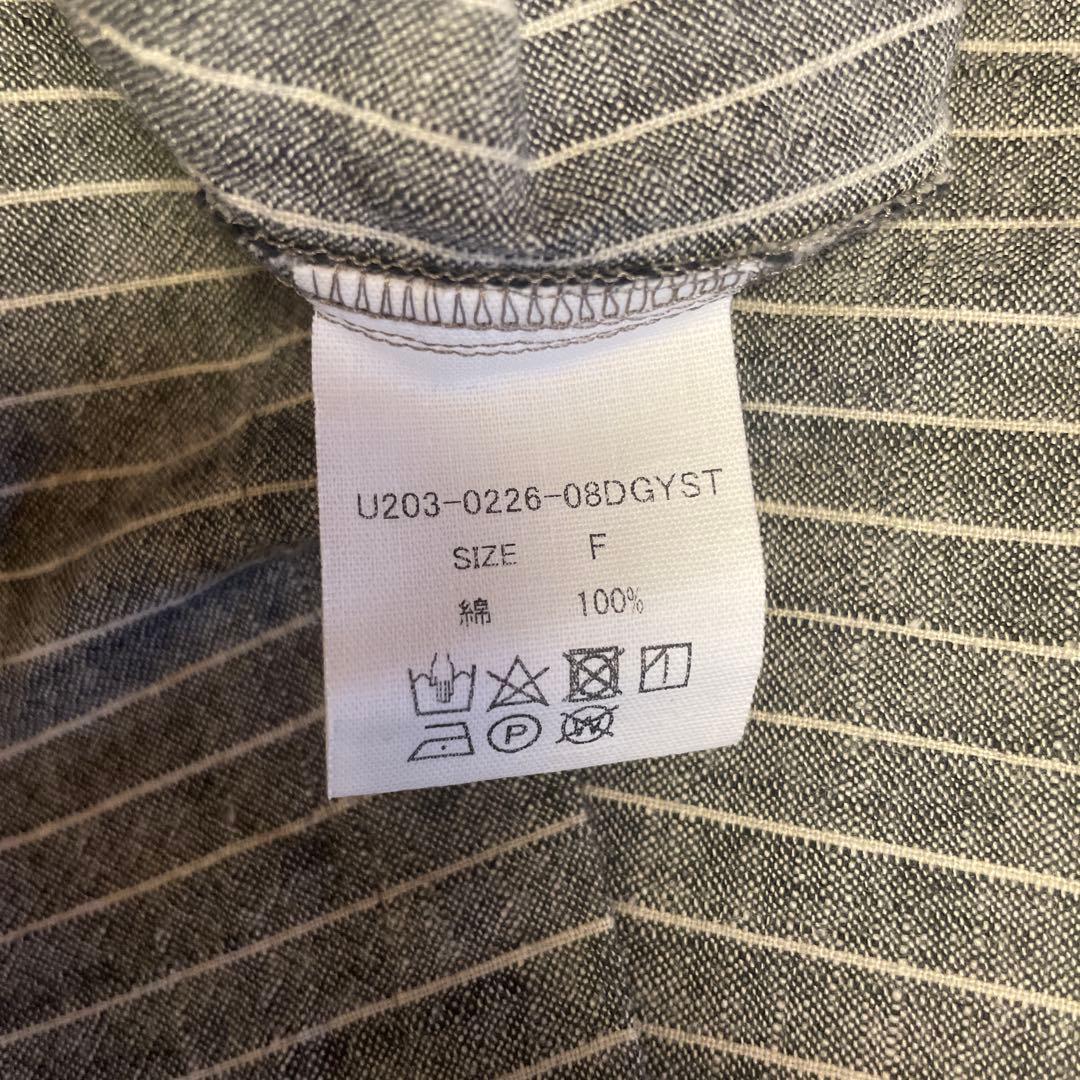 U203-0226-08DGYST
SIZE F
綿 100%
P W